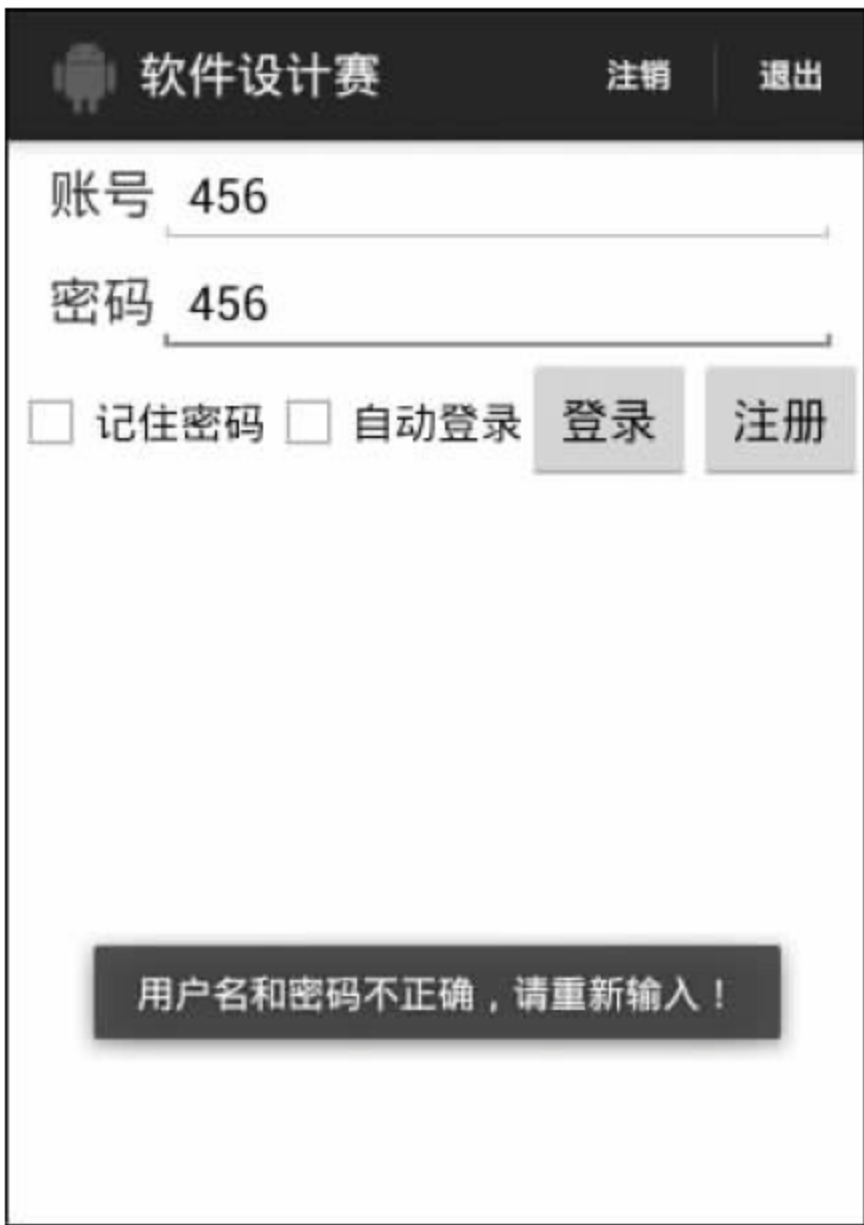 软件设计赛 注销 退出
账号 456
密码 456
记住密码 自动登录 登录 注册
用户名和密码不正确，请重新输入！